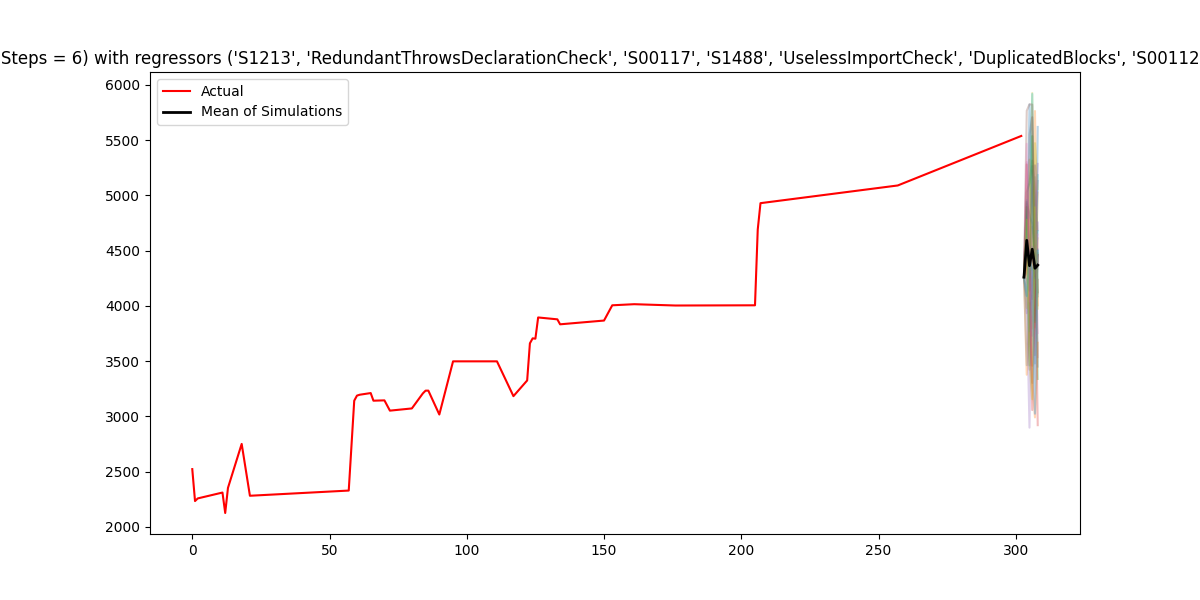 Steps = 6) with regressors ('S1213', 'RedundantThrowsDeclarationCheck', 'S00117', 'S1488', 'UselessImportCheck', 'DuplicatedBlocks', 'S00112
Actual
Mean of Simulations
6000
5500
5000
4500
4000
3500
3000
2500
2000
0 50 100 150 200 250 300